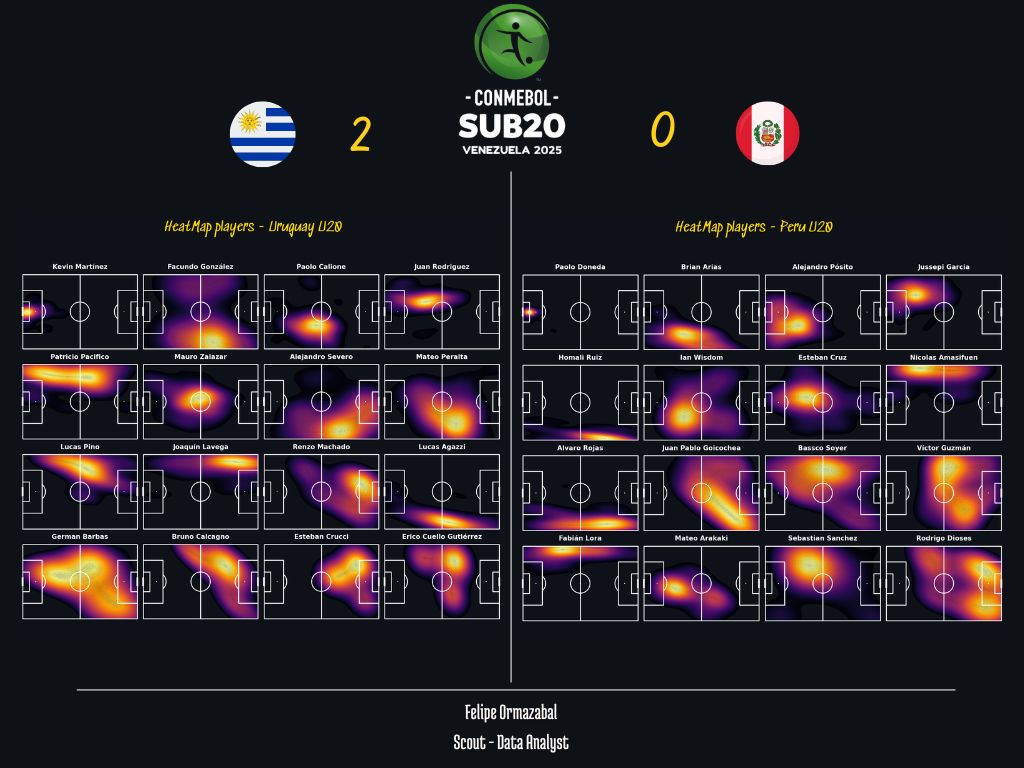 - CONMEBOL -
SUB20
VENEZUELA 2025
2
0
HeatMap players - Uruguay U20
Kevin Martínez Facundo González Paolo Calione Juan Rodriguez
Patricio Pacifico Mauro Zalazar Alejandro Severo Mateo Peralta
Lucas Pino Joaquín Lavega Renzo Machado Lucas Agazzi
German Barbas Bruno Calcagno Esteban Crucci Erico Cuello Gutiérrez
HeatMap players - Peru U20
Paolo Doneda Brian Arias Alejandro Pósito Jussepi García
Homali Ruiz Ian Wisdom Esteban Cruz Nicolas Amasifuen
Alvaro Rojas Juan Pablo Goicochea Bassco Soyer Víctor Guzmán
Fabián Lora Mateo Arakaki Sebastian Sanchez Rodrigo Dioses
Felipe Ormazabal
Scout - Data Analyst